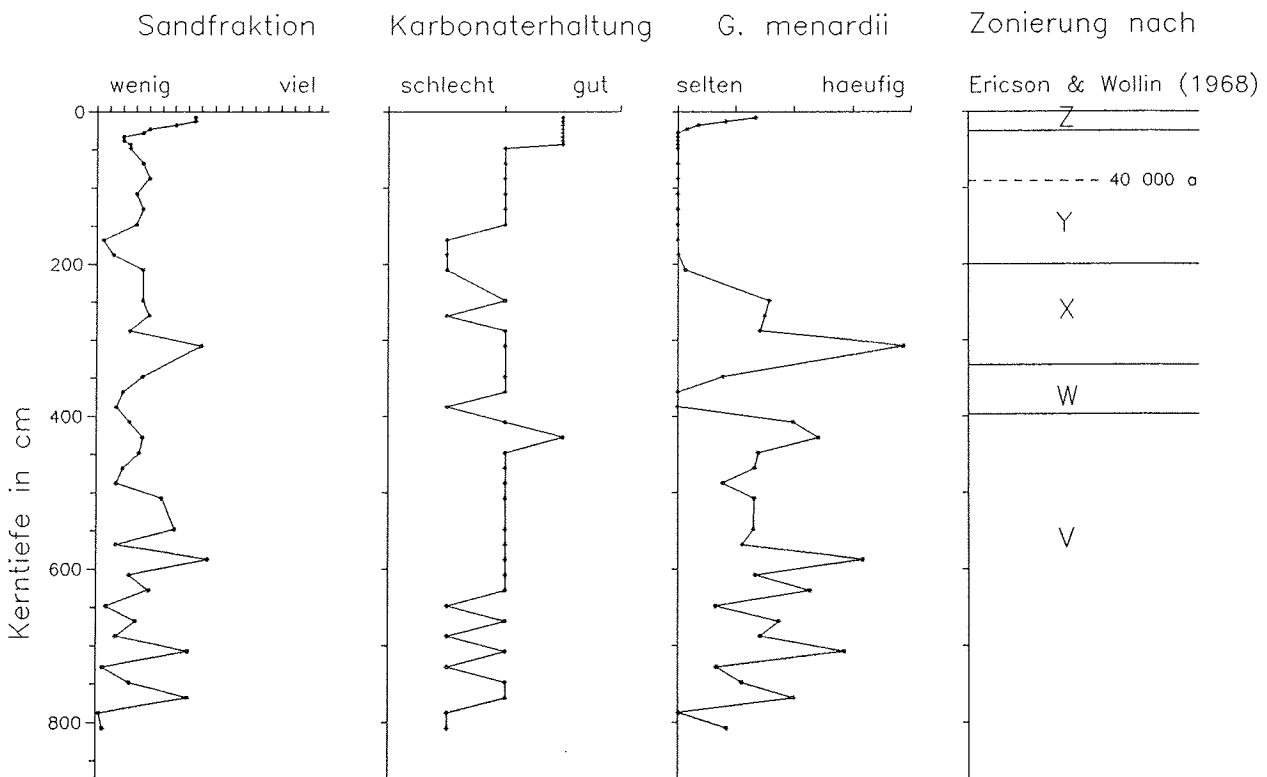 Sandfraktion Karbonaterhaltung G. menardii Zonierung nach
wenig viel schlecht gut selten haeufig Ericson & Wollin (1968)
0
Z
40 000 a
Y
200
X
W
400
V
600
800
Kerntiefe in cm